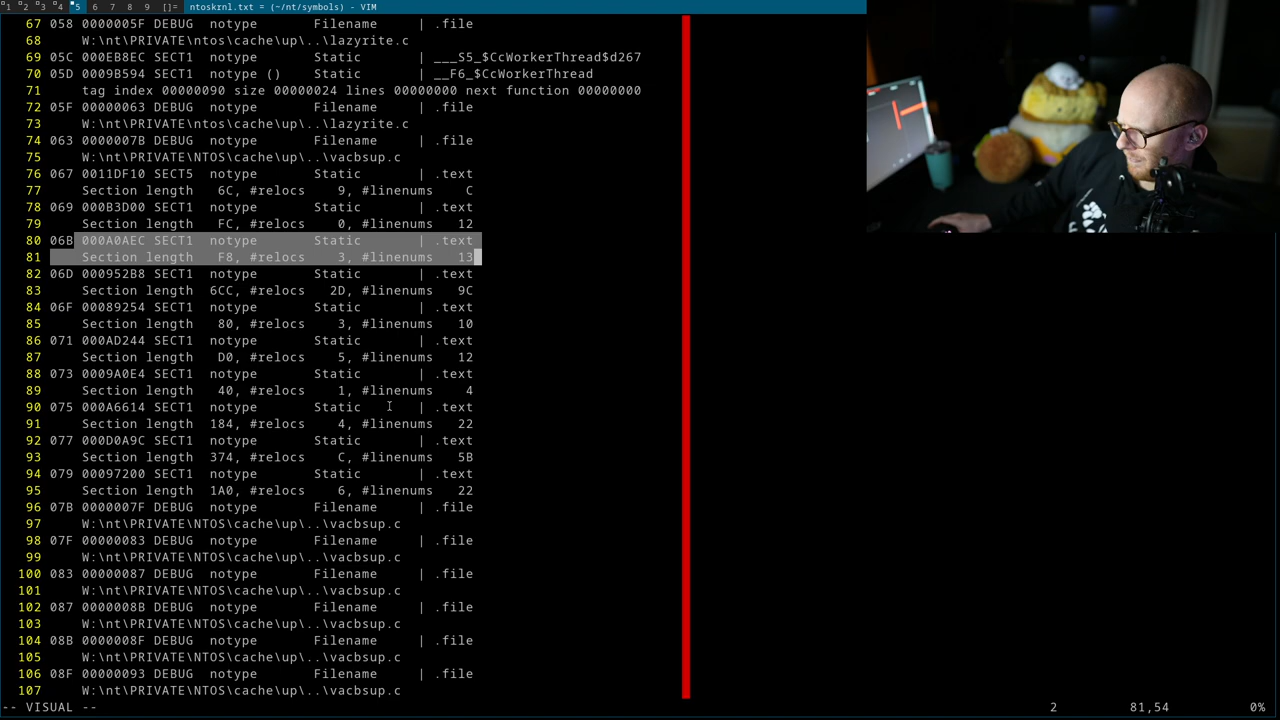 1 2 3 4 5 6 7 8 9 []= ntoskrnl.txt = (~/nt/symbols) - VIM
67 058 0000005F DEBUG  notype       Filename     | .file
68     W:\nt\PRIVATE\ntos\cache\up\..\lazyrite.c
69 05C 000EB8EC SECT1  notype       Static       | ___S5_$CcWorkerThread$d267
70 05D 0009B594 SECT1  notype ()    Static       | __F6_$CcWorkerThread
71     tag index 00000090 size 00000024 lines 00000000 next function 00000000
72 05F 00000063 DEBUG  notype       Filename     | .file
73     W:\nt\PRIVATE\ntos\cache\up\..\lazyrite.c
74 063 0000007B DEBUG  notype       Filename     | .file
75     W:\nt\PRIVATE\NTOS\cache\up\..\vacbsup.c
76 067 0011DF10 SECT5  notype       Static       | .text
77     Section length   6C, #relocs    9, #linenums    C
78 069 000B3D00 SECT1  notype       Static       | .text
79     Section length   FC, #relocs    0, #linenums   12
80 06B 000A0AEC SECT1  notype       Static       | .text
81     Section length   F8, #relocs    3, #linenums   13
82 06D 000952B8 SECT1  notype       Static       | .text
83     Section length  6CC, #relocs   2D, #linenums   9C
84 06F 00089254 SECT1  notype       Static       | .text
85     Section length   80, #relocs    3, #linenums   10
86 071 000AD244 SECT1  notype       Static       | .text
87     Section length   D0, #relocs    5, #linenums   12
88 073 0009A0E4 SECT1  notype       Static       | .text
89     Section length   40, #relocs    1, #linenums    4
90 075 000A6614 SECT1  notype       Static       | .text
91     Section length  184, #relocs    4, #linenums   22
92 077 000D0A9C SECT1  notype       Static       | .text
93     Section length  374, #relocs    C, #linenums   5B
94 079 00097200 SECT1  notype       Static       | .text
95     Section length  1A0, #relocs    6, #linenums   22
96 07B 0000007F DEBUG  notype       Filename     | .file
97     W:\nt\PRIVATE\NTOS\cache\up\..\vacbsup.c
98 07F 00000083 DEBUG  notype       Filename     | .file
99     W:\nt\PRIVATE\NTOS\cache\up\..\vacbsup.c
100 083 00000087 DEBUG  notype       Filename     | .file
101     W:\nt\PRIVATE\NTOS\cache\up\..\vacbsup.c
102 087 0000008B DEBUG  notype       Filename     | .file
103     W:\nt\PRIVATE\NTOS\cache\up\..\vacbsup.c
104 08B 0000008F DEBUG  notype       Filename     | .file
105     W:\nt\PRIVATE\NTOS\cache\up\..\vacbsup.c
106 08F 00000093 DEBUG  notype       Filename     | .file
107     W:\nt\PRIVATE\NTOS\cache\up\..\vacbsup.c
-- VISUAL -- 2 81,54 0%